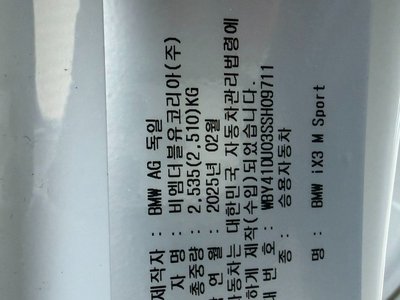 제작자 : BMW AG 독일
자 명 : 비엠더블유코리아(주)
총중량 : 2,535(2,510)KG
연 월 : 2025년 02월
자동차는 대한민국 자동차관리법령에
하게 제작(수입)되었습니다.
대 번호 : WBY41DU03SSH09711
종 : 승용자동차
명 : BMW iX3 M Sport